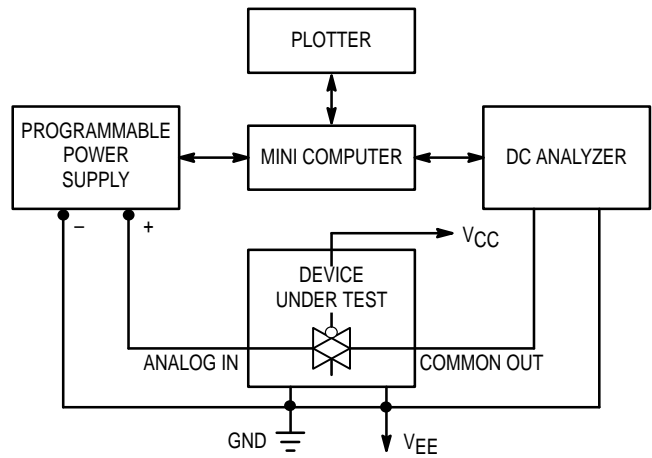 PLOTTER
PROGRAMMABLE
POWER
SUPPLY
MINI COMPUTER
DC ANALYZER
– +
VCC
DEVICE
UNDER TEST
ANALOG IN
COMMON OUT
GND
VEE